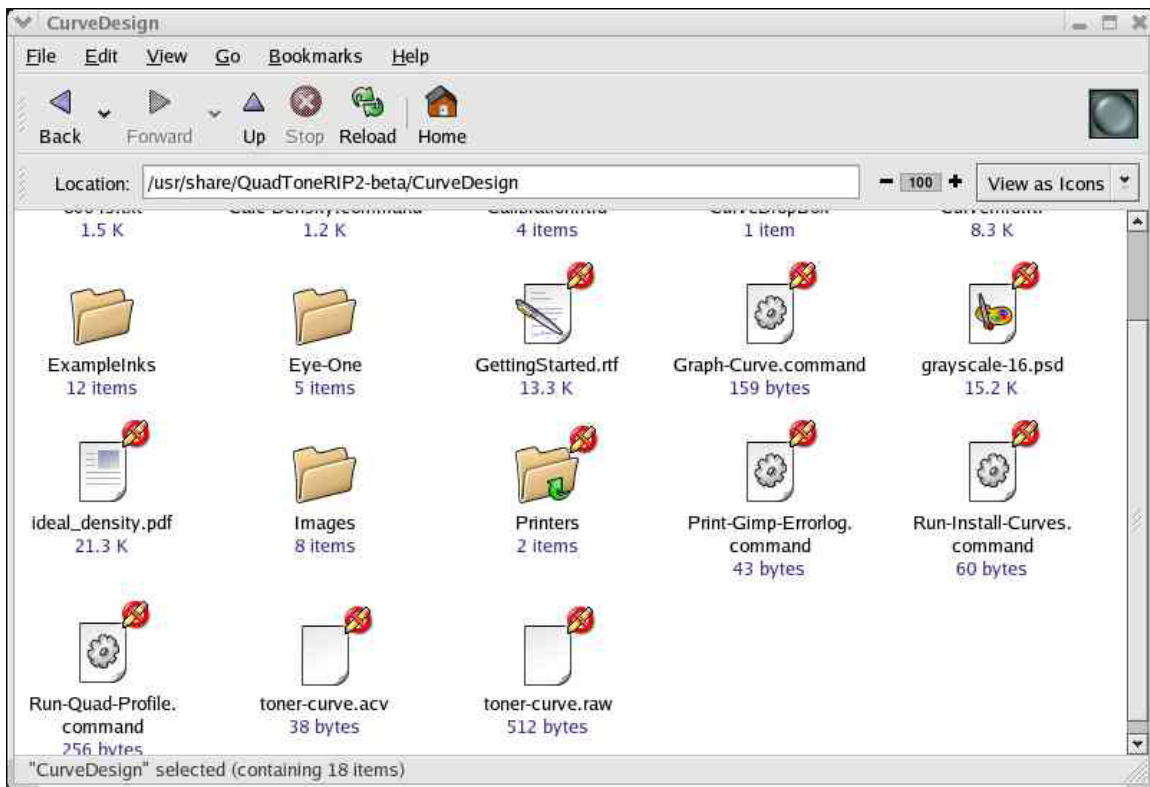 CurveDesign
File Edit View Go Bookmarks Help
Back Forward Up Stop Reload Home
Location: /usr/share/QuadToneRIP2-beta/CurveDesign
100
View as Icons
1.5 K 1.2 K 4 items 1 item 8.3 K
ExampleInks Eye-One GettingStarted.rtf Graph-Curve.command grayscale-16.psd
12 items 5 items 13.3 K 159 bytes 15.2 K
ideal_density.pdf Images Printers Print-Gimp-Errorlog. Run-Install-Curves.
21.3 K 8 items 2 items command command
43 bytes 60 bytes
Run-Quad-Profile. toner-curve.acv toner-curve.raw
command 38 bytes 512 bytes
256 bytes
"CurveDesign" selected (containing 18 items)